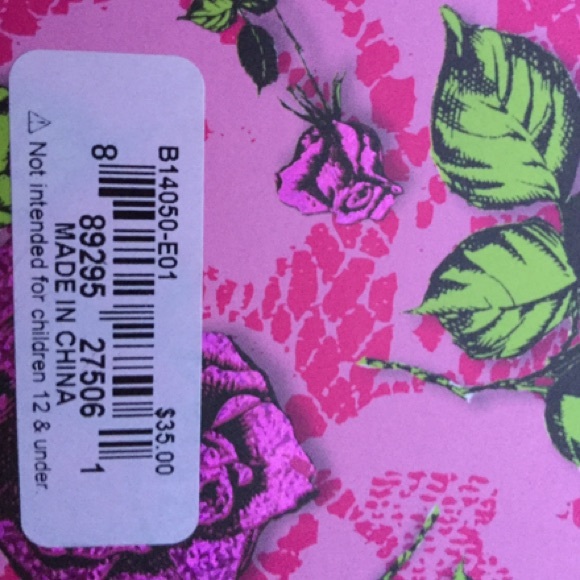 B14050-E01 $35.00
8 89295 27506 1
MADE IN CHINA
⚠ Not intended for children 12 & under.